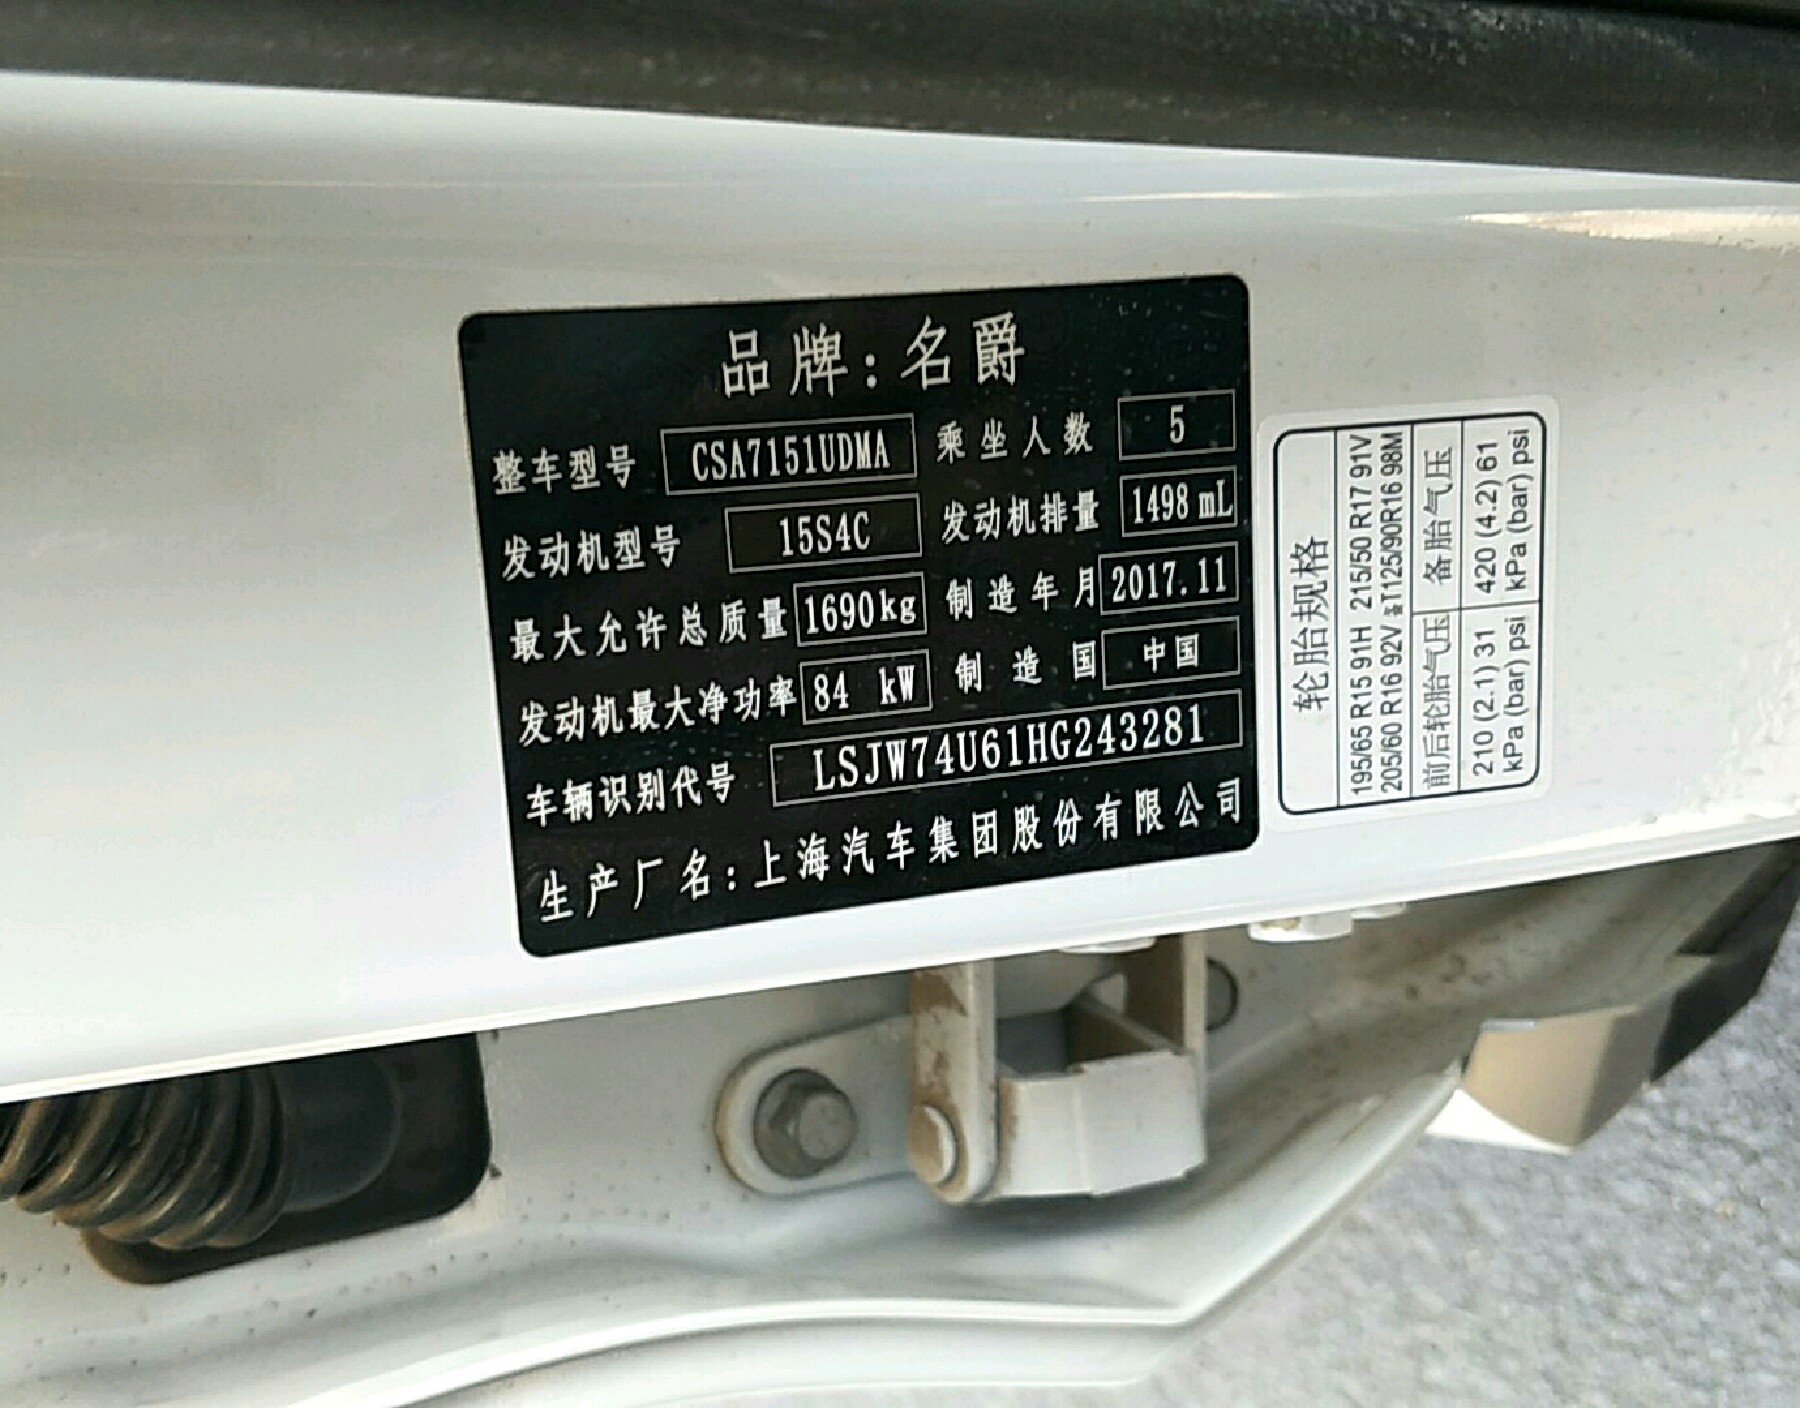 品牌:名爵
整车型号 CSA7151UDMA 乘坐人数 5
发动机型号 15S4C 发动机排量 1498 mL
最大允许总质量 1690kg 制造年月 2017.11
发动机最大净功率 84 kW 制造国 中国
车辆识别代号 LSJW74U61HG243281
生产厂名:上海汽车集团股份有限公司
轮胎规格
195/65 R15 91H 215/50 R17 91V
205/60 R16 92V 备T125/90R16 98M
前后轮胎气压 备胎气压
210 (2.1) 31 420 (4.2) 61
kPa (bar) psi kPa (bar) psi